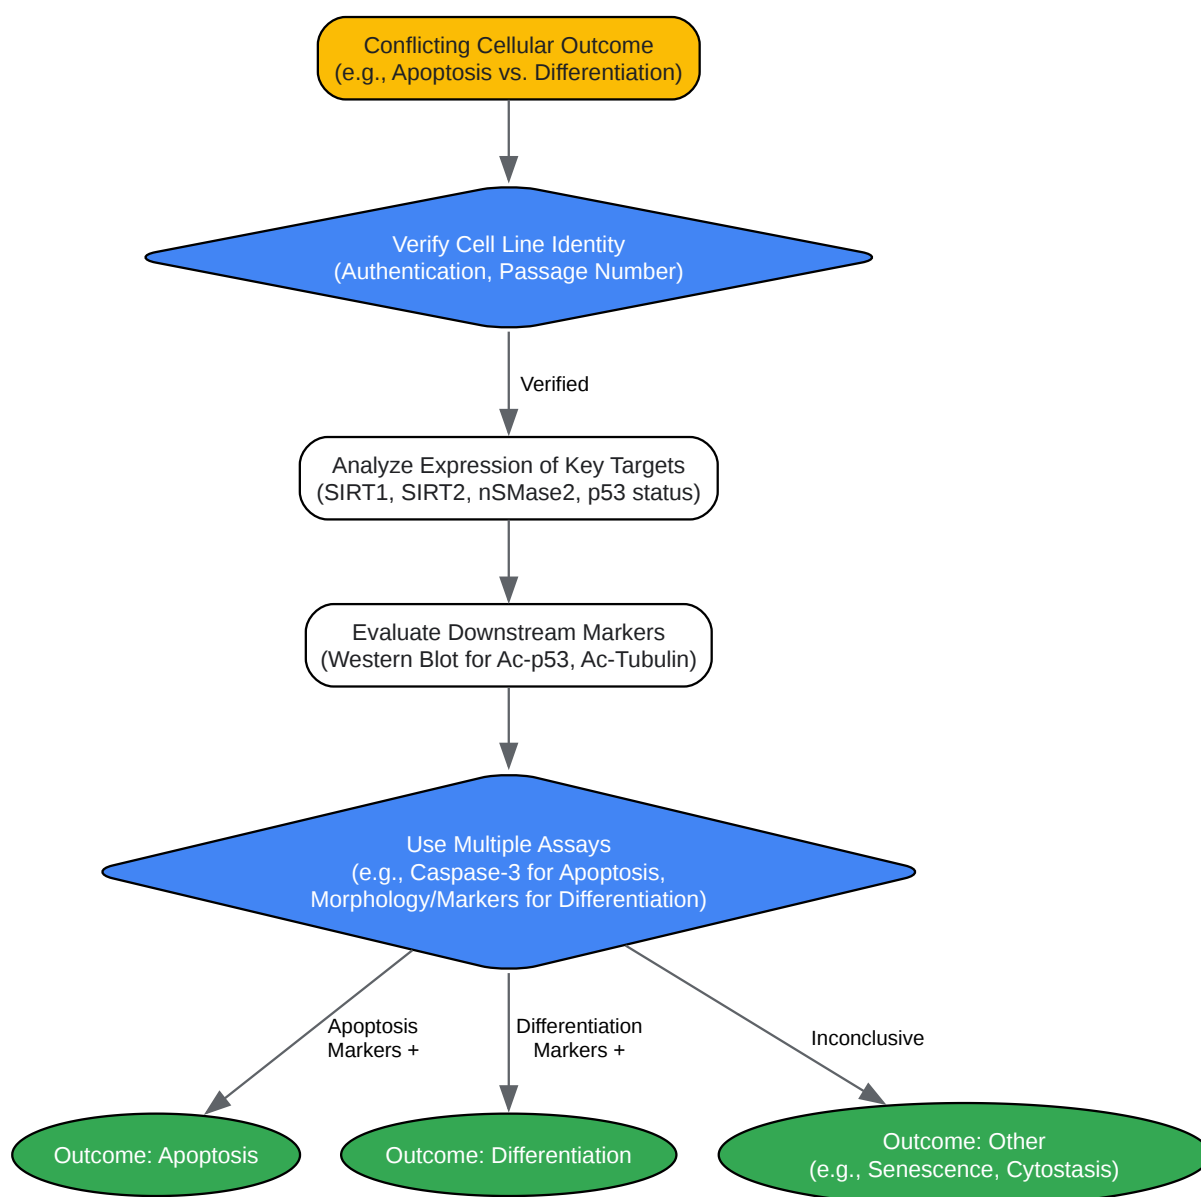 Conflicting Cellular Outcome
(e.g., Apoptosis vs. Differentiation)
Verify Cell Line Identity
(Authentication, Passage Number)
Verified
Analyze Expression of Key Targets
(SIRT1, SIRT2, nSMase2, p53 status)
Evaluate Downstream Markers
(Western Blot for Ac-p53, Ac-Tubulin)
Use Multiple Assays
(e.g., Caspase-3 for Apoptosis,
Morphology/Markers for Differentiation)
Apoptosis
Markers +
Differentiation
Markers +
Inconclusive
Outcome: Apoptosis
Outcome: Differentiation
Outcome: Other
(e.g., Senescence, Cytostasis)